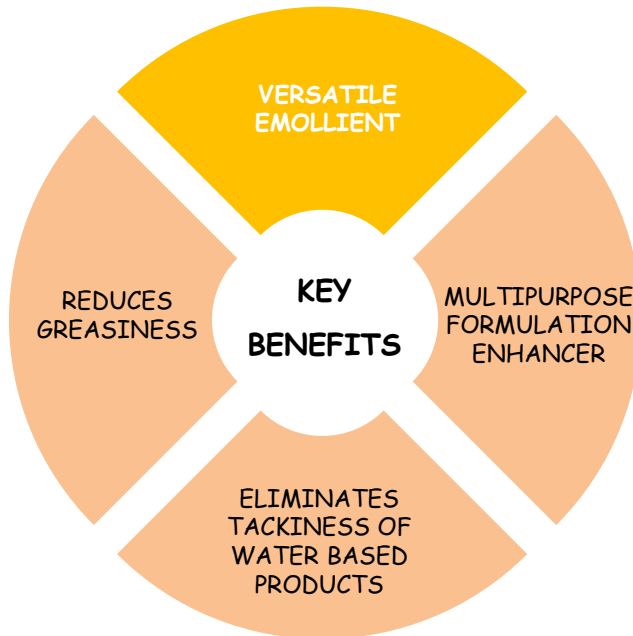 VERSATILE
EMOLLIENT
KEY
BENEFITS
REDUCES
GREASINESS
MULTIPURPOSE
FORMULATION
ENHANCER
ELIMINATES
TACKINESS OF
WATER BASED
PRODUCTS